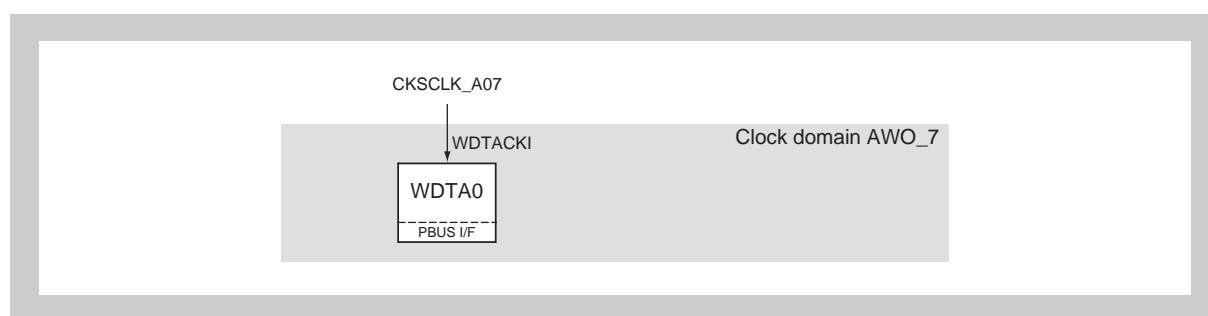 CKSCLK_A07
WDTACKI
Clock domain AWO_7
WDTA0
PBUS I/F